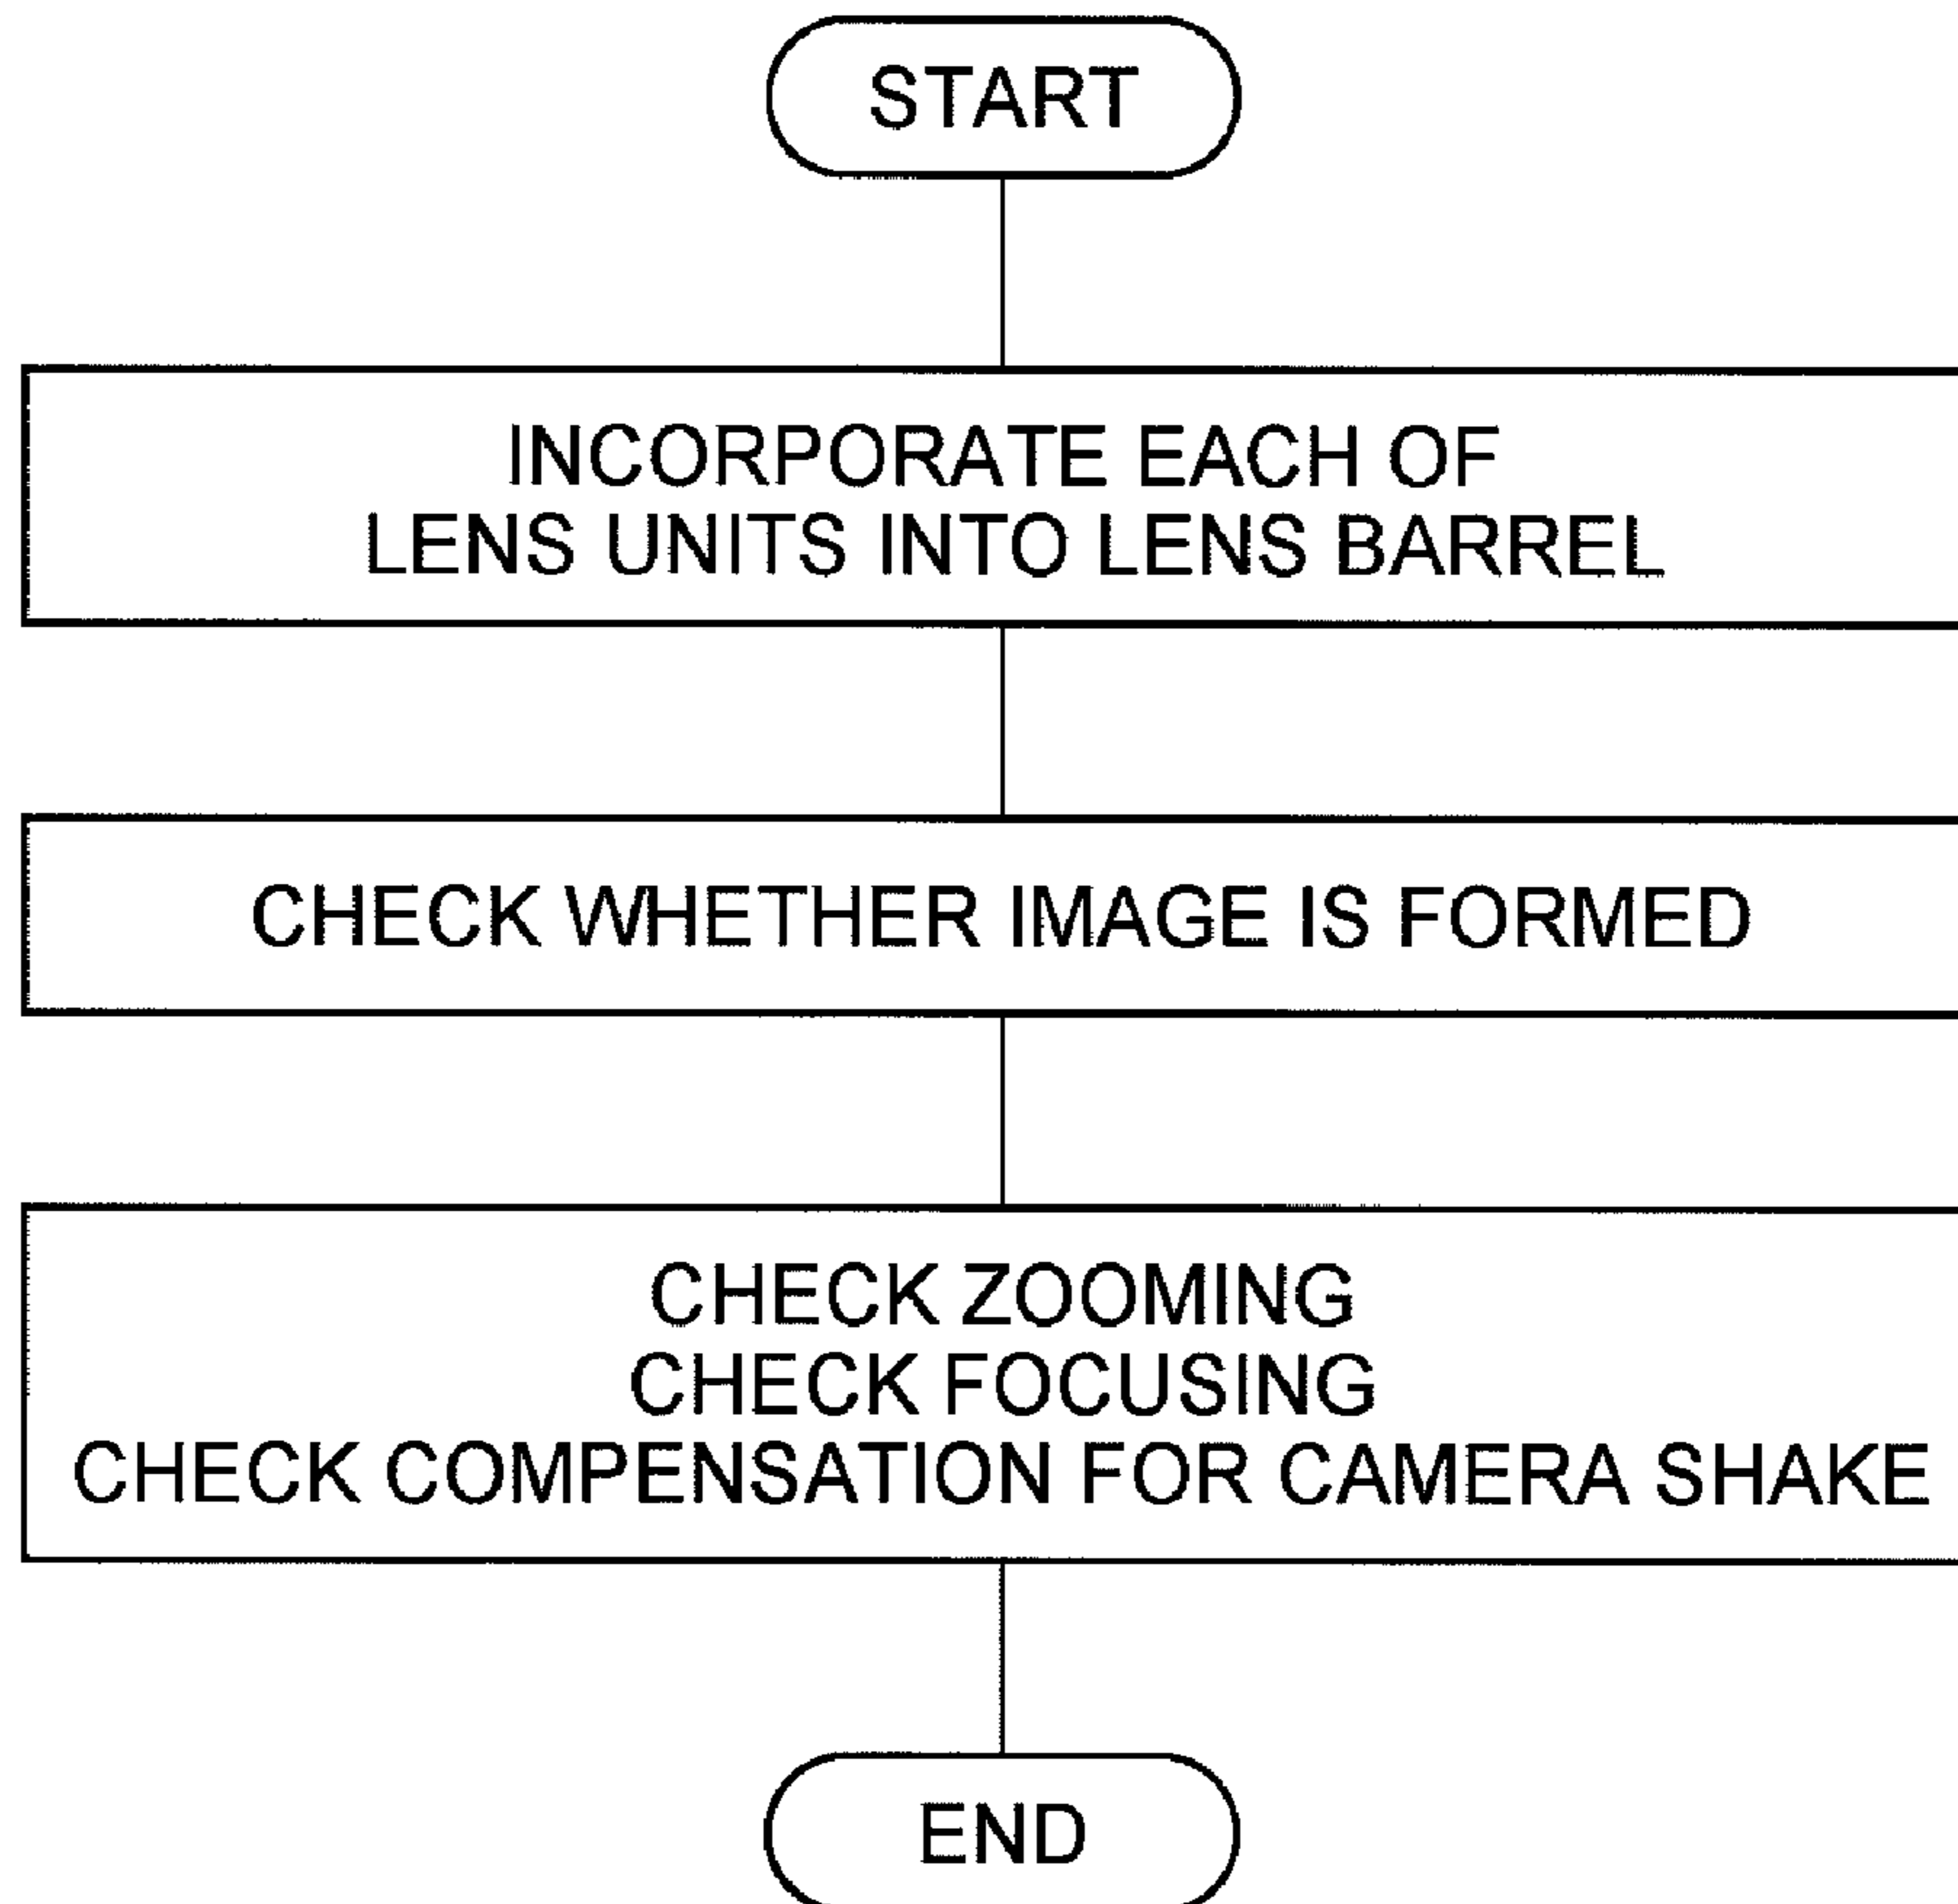 START
INCORPORATE EACH OF
LENS UNITS INTO LENS BARREL
CHECK WHETHER IMAGE IS FORMED
CHECK ZOOMING
CHECK FOCUSING
CHECK COMPENSATION FOR CAMERA SHAKE
END